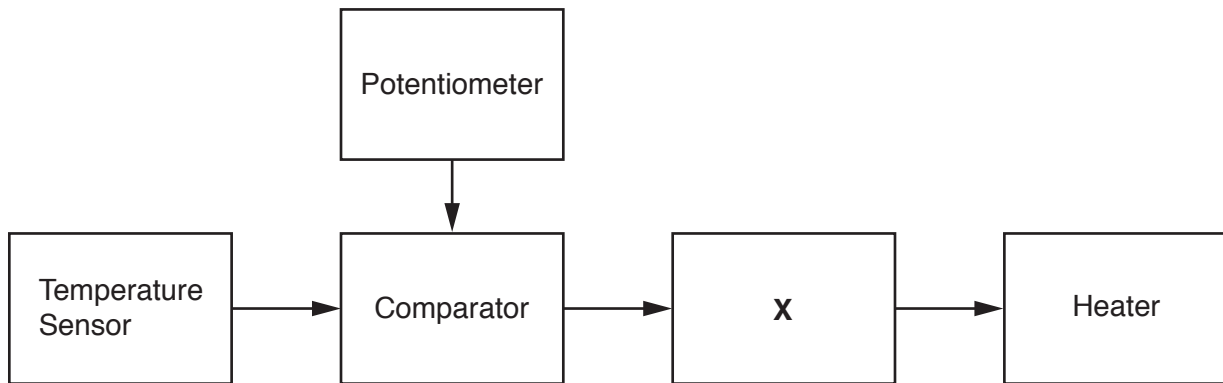 Potentiometer
Temperature
Sensor
Comparator
X
Heater